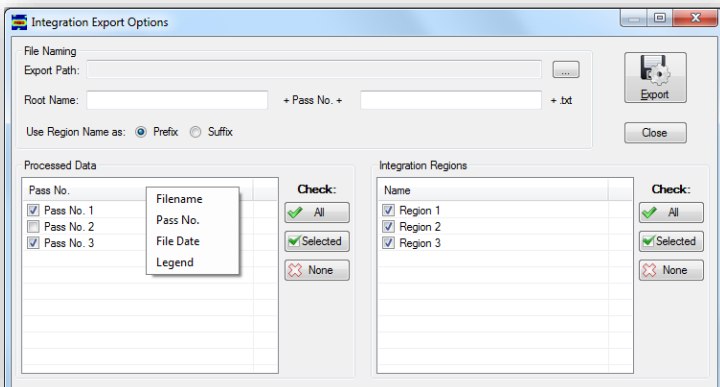 Integration Export Options
File Naming
Export Path:
...
Root Name:
+ Pass No. +
+ .txt
Use Region Name as:
Prefix
Suffix
Export
Close
Processed Data
Pass No.
Pass No. 1
Pass No. 2
Pass No. 3
Filename
Pass No.
File Date
Legend
Check:
All
Selected
None
Integration Regions
Name
Region 1
Region 2
Region 3
Check:
All
Selected
None